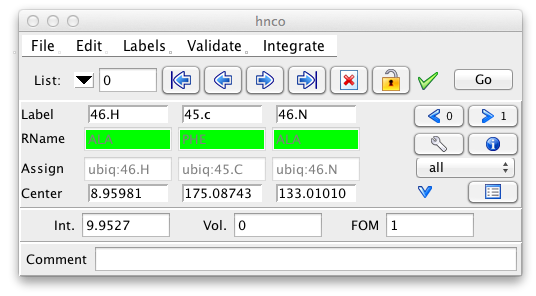 hnco
File Edit Labels Validate Integrate
List: 0 Go
Label 46.H 45.c 46.N < 0 > 1
RName ALA PHE ALA
Assign ubiq:46.H ubiq:45.C ubiq:46.N all
Center 8.95981 175.08743 133.01010
Int. 9.9527 Vol. 0 FOM 1
Comment